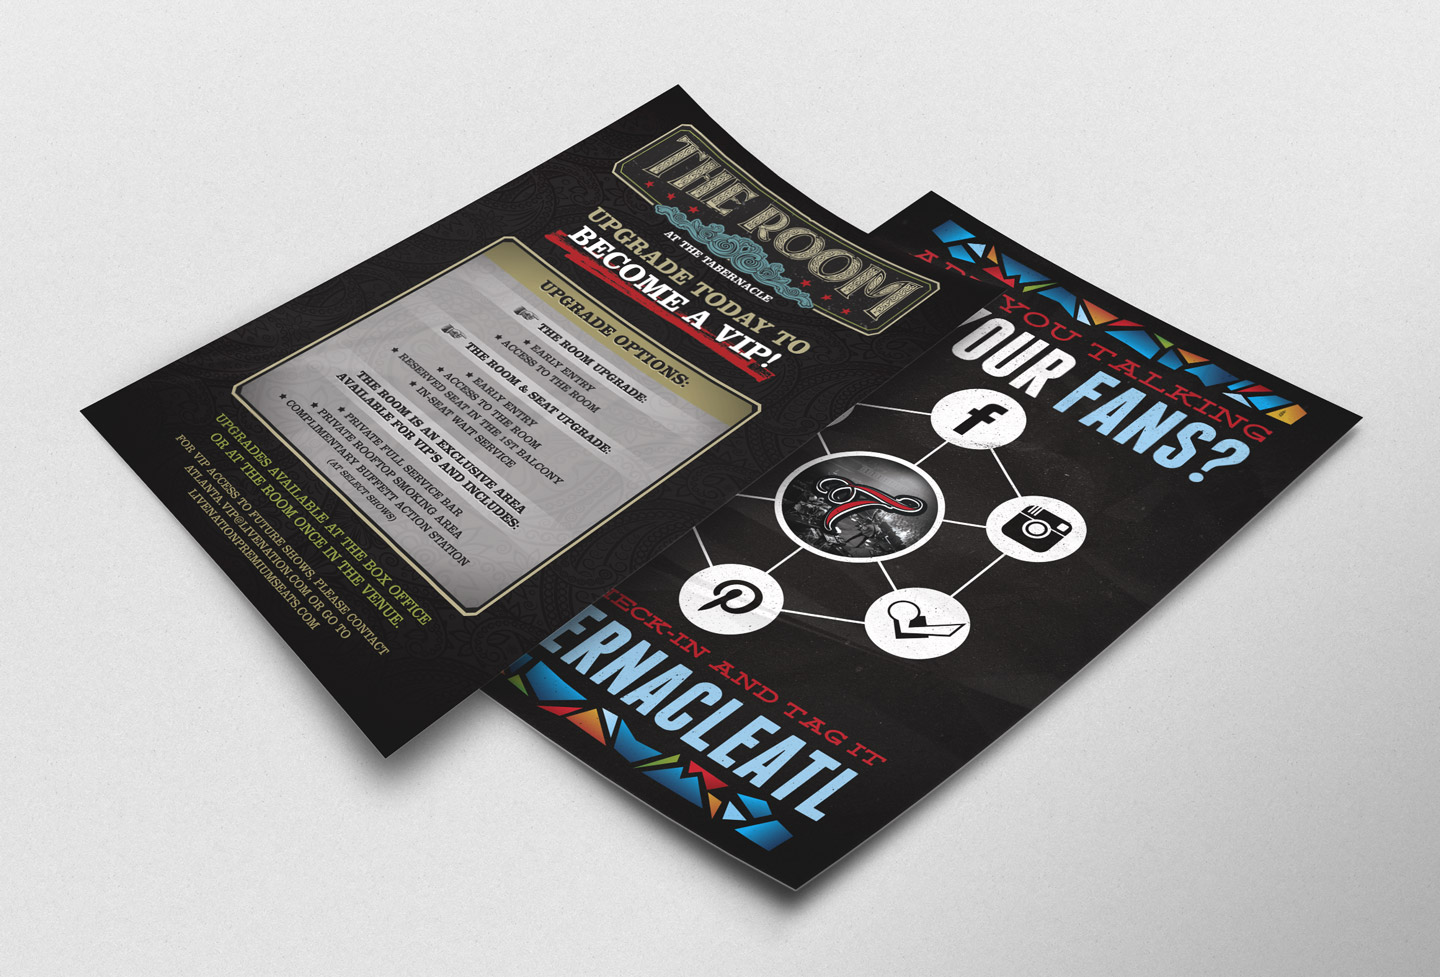 THE ROOM
AT THE TABERNACLE
UPGRADE TODAY TO
BECOME A VIP!
UPGRADE OPTIONS:
THE ROOM UPGRADE:
★ EARLY ENTRY
★ ACCESS TO THE ROOM
THE ROOM & SEAT UPGRADE:
★ EARLY ENTRY
★ ACCESS TO THE ROOM
★ RESERVED SEAT IN THE 1ST BALCONY
★ IN-SEAT WAIT SERVICE
THE ROOM IS AN EXCLUSIVE AREA
AVAILABLE FOR VIP'S AND INCLUDES:
★ PRIVATE FULL SERVICE BAR
★ PRIVATE ROOFTOP SMOKING AREA
★ COMPLIMENTARY BUFFETT ACTION STATION
(AT SELECT SHOWS)
UPGRADES AVAILABLE AT THE BOX OFFICE
OR AT THE ROOM ONCE IN THE VENUE.
FOR VIP ACCESS TO FUTURE SHOWS, PLEASE CONTACT
ATLANTA.VIP@LIVENATION.COM OR GO TO
LIVENATIONPREMIUMSEATS.COM
YOU TALKING
YOUR FANS?
HECK-IN AND TAG IT
ERNACLEATL